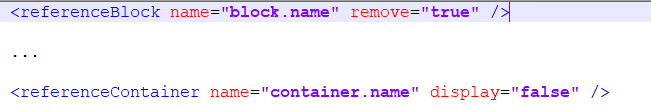 <referenceBlock name="block.name" remove="true" />
...
<referenceContainer name="container.name" display="false" />